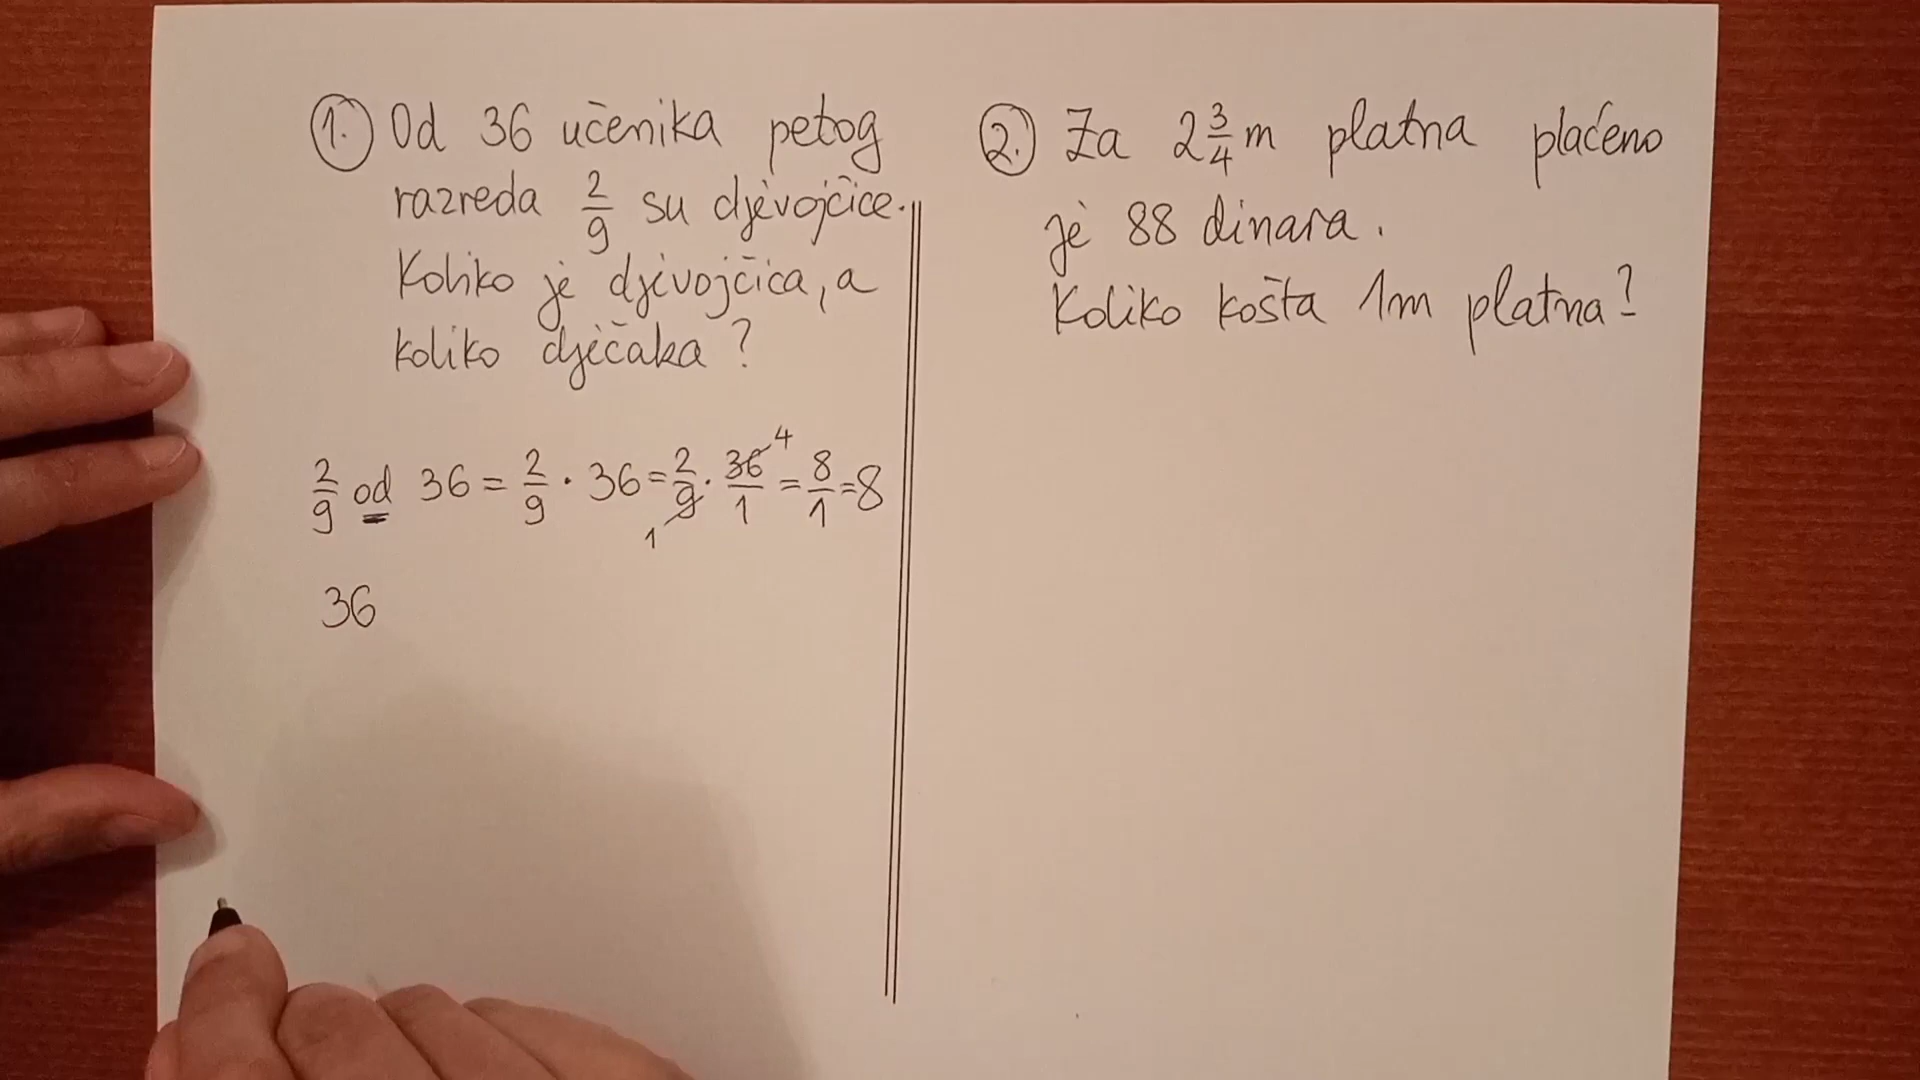 1. Od 36 učenika petog
razreda 2/9 su djevojčice.
Koliko je djevojčica, a
koliko dječaka?
2/9 od 36 = 2/9 · 36 = 2/9 · 36/1 = 8/1 = 8
4
1
36
2. Za 2 3/4 m platna plaćeno
je 88 dinara.
Koliko košta 1m platna?